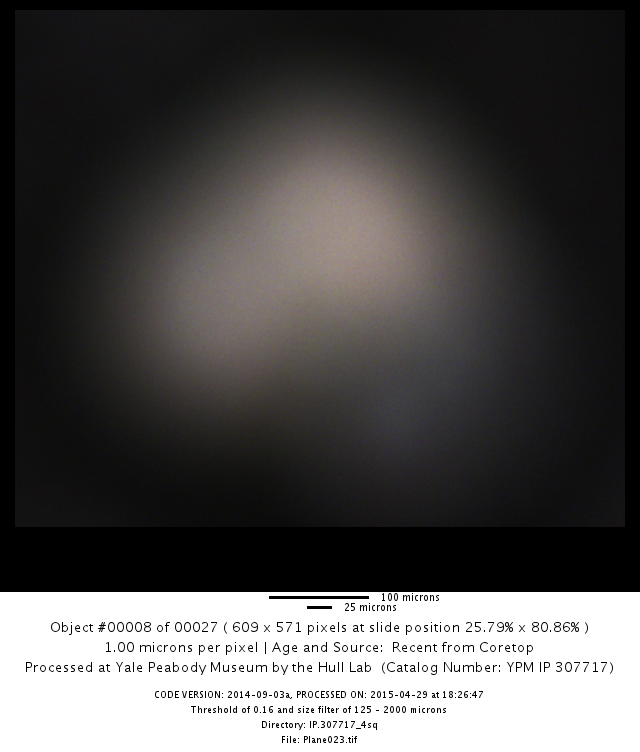 100 microns
25 microns
Object #00008 of 00027 ( 609 x 571 pixels at slide position 25.79% x 80.86% )
1.00 microns per pixel | Age and Source: Recent from Coretop
Processed at Yale Peabody Museum by the Hull Lab (Catalog Number: YPM IP 307717)
CODE VERSION: 2014-09-03a, PROCESSED ON: 2015-04-29 at 18:26:47
Threshold of 0.16 and size filter of 125 - 2000 microns
Directory: IP.307717_4sq
File: Plane023.tif